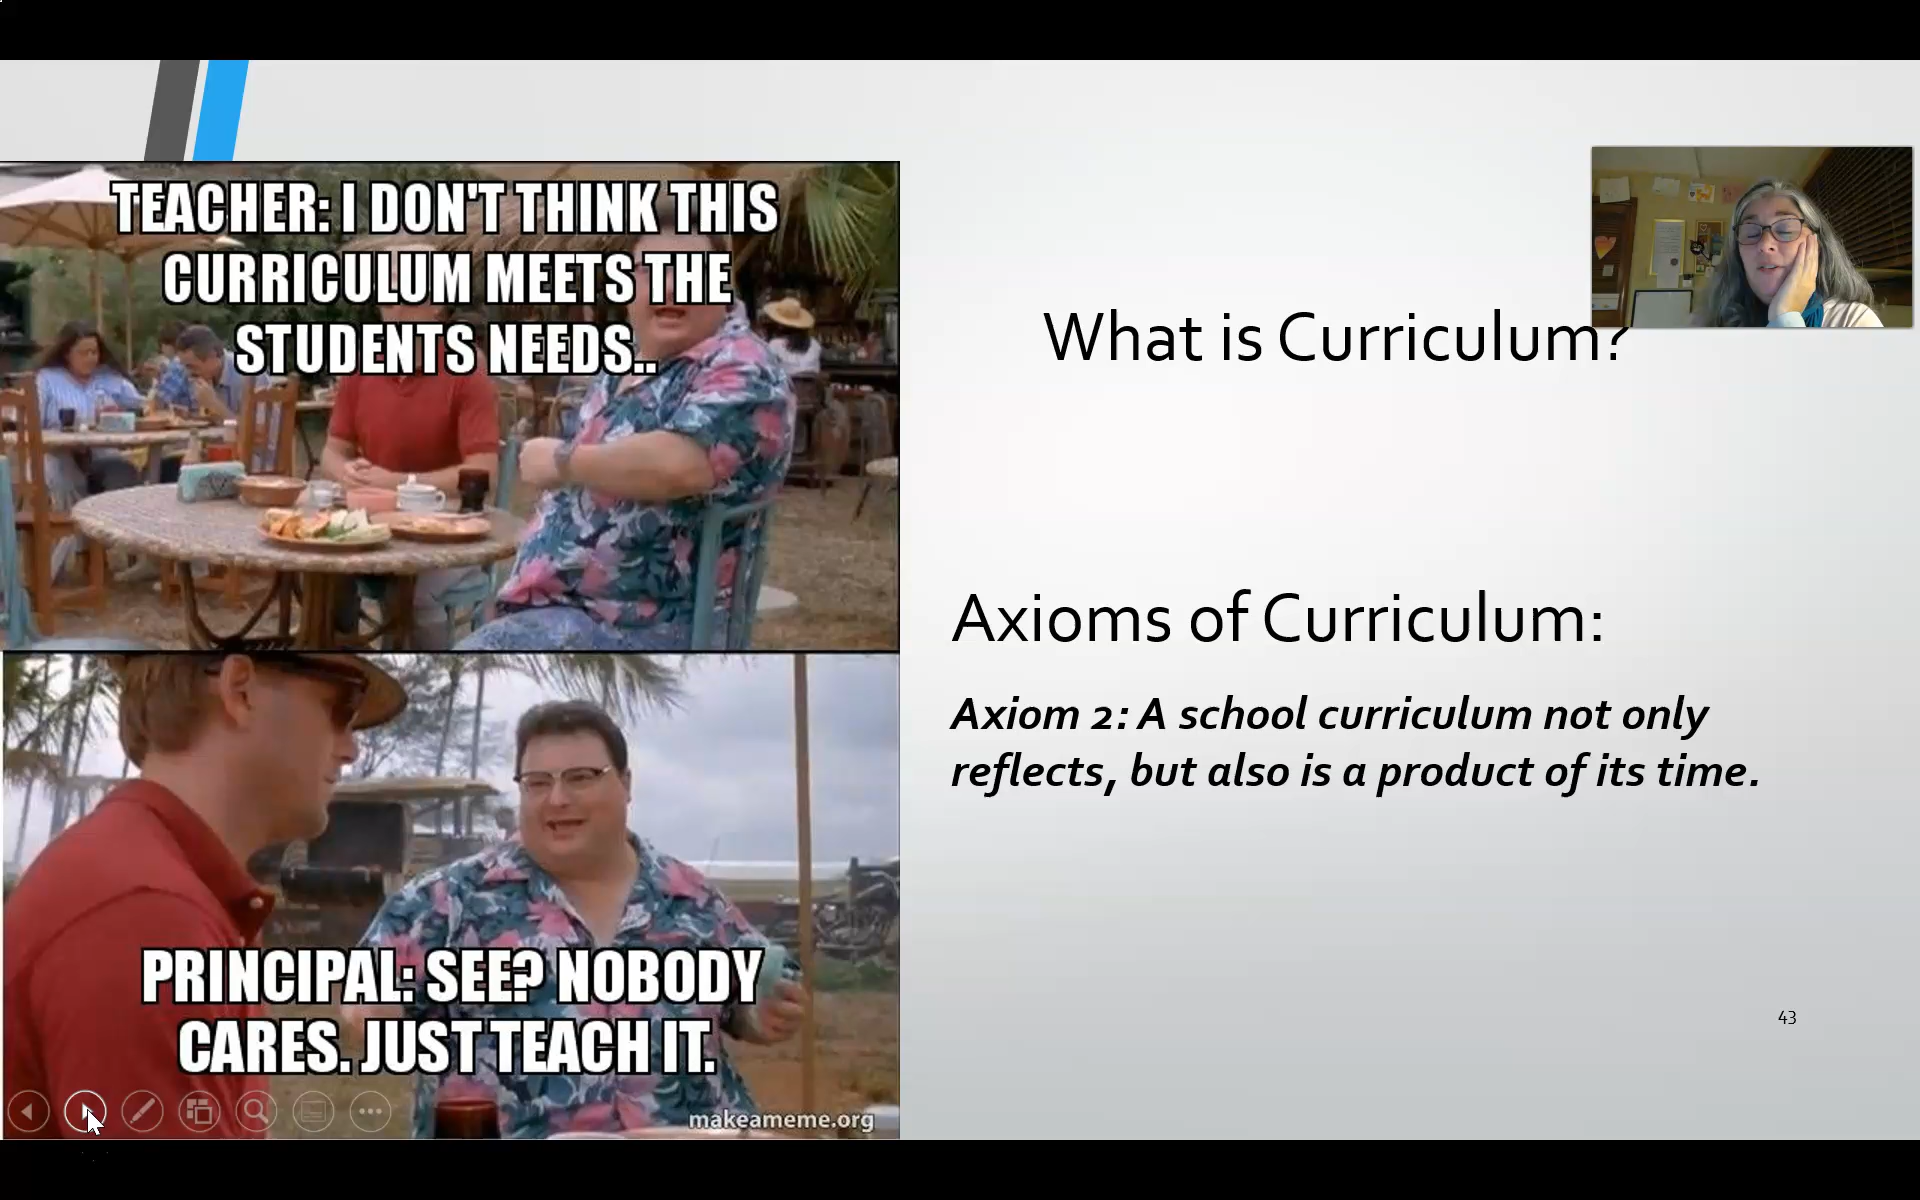 TEACHER: I DON'T THINK THIS
CURRICULUM MEETS THE
STUDENTS NEEDS..
PRINCIPAL: SEE? NOBODY
CARES. JUST TEACH IT.
makeameme.org
What is Curriculum?
Axioms of Curriculum:
Axiom 2: A school curriculum not only
reflects, but also is a product of its time.
43